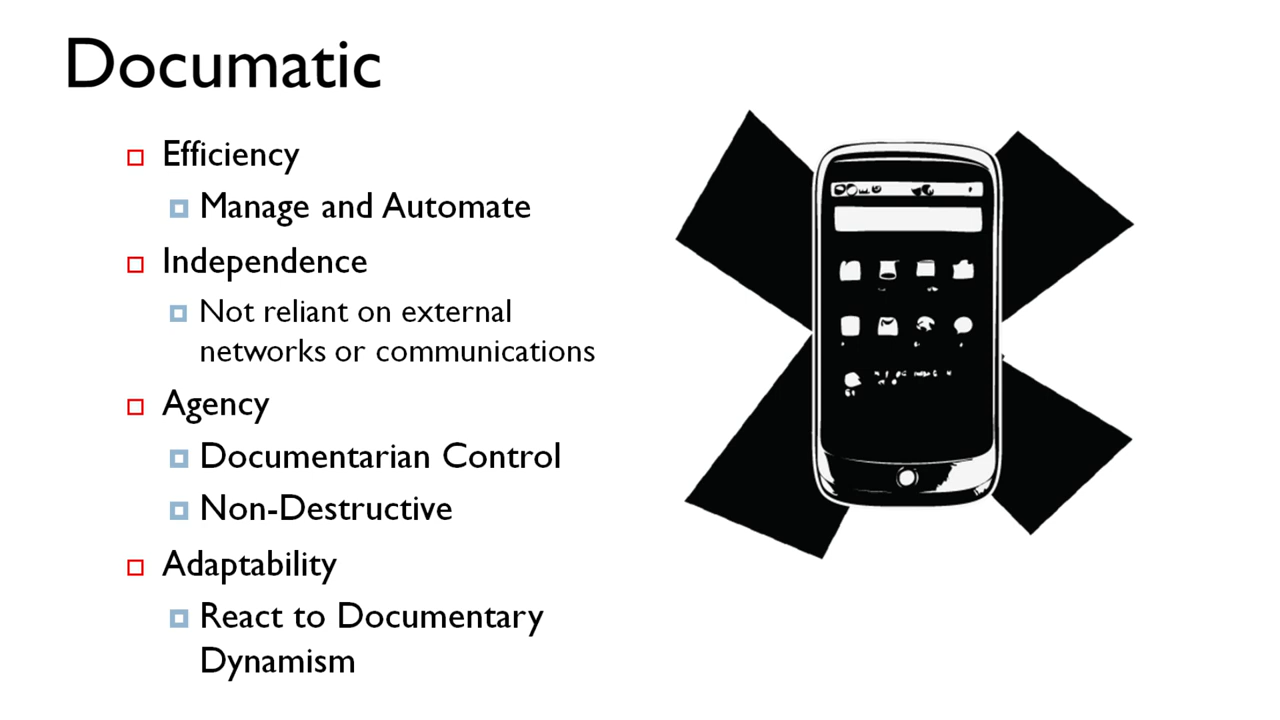 Documatic
Efficiency
Manage and Automate
Independence
Not reliant on external
networks or communications
Agency
Documentarian Control
Non-Destructive
Adaptability
React to Documentary
Dynamism